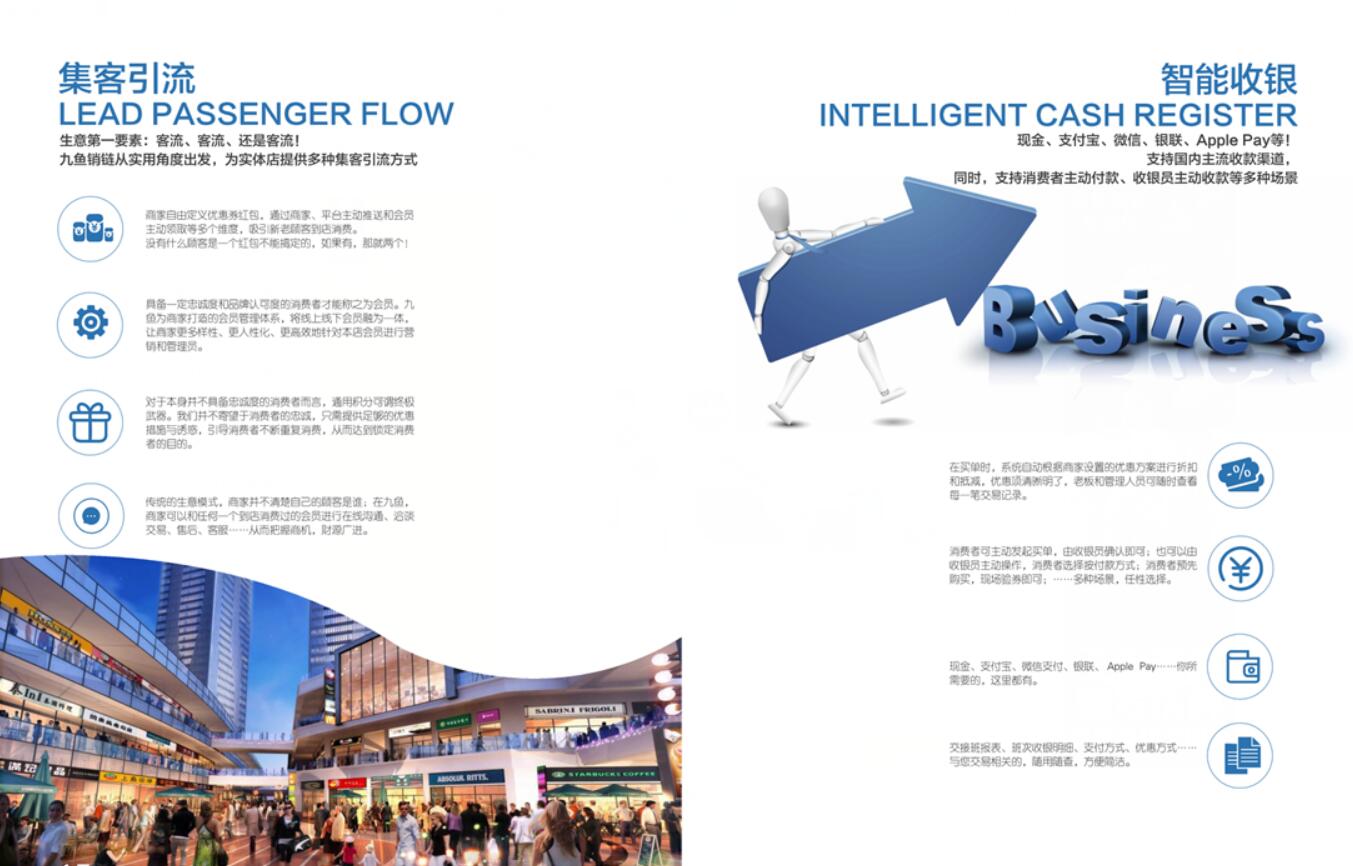 集客引流
LEAD PASSENGER FLOW
生意第一要素：客流、客流、还是客流！
九鱼销链从实用角度出发，为实体店提供多种集客引流方式
商家自由定义优惠券红包，通过商家、平台主动推送和会员
主动领取等多个维度，吸引新老顾客到店消费。
没有什么顾客是一个红包不能搞定的，如果有，那就两个！
具备一定忠诚度和品牌认可度的消费者才能称之为会员。九
鱼为商家打造的会员管理体系，将线上线下会员融为一体，
让商家更多样性、更人性化、更高效地针对本店会员进行营
销和管理员。
对于本身并不具备忠诚度的消费者而言，通用积分可谓终极
武器。我们并不寄望于消费者的忠诚，只需提供足够的优惠
措施与诱惑，引导消费者不断重复消费，从而达到锁定消费
者的目的。
传统的生意模式，商家并不清楚自己的顾客是谁；在九鱼，
商家可以和任何一个到店消费过的会员进行在线沟通、洽谈
交易、售后、客服……从而把握商机，财源广进。
SABRINI FRIGOLI
ABSOLUL RITTS.
STARBUCKS COFFEE
智能收银
INTELLIGENT CASH REGISTER
现金、支付宝、微信、银联、Apple Pay等！
支持国内主流收款渠道，
同时，支持消费者主动付款、收银员主动收款等多种场景
Business
在买单时，系统自动根据商家设置的优惠方案进行折扣
和抵减，优惠项清晰明了，老板和管理人员可随时查看
每一笔交易记录。
-%
消费者可主动发起买单，由收银员确认即可；也可以由
收银员主动操作，消费者选择按付款方式；消费者预先
购买，现场验券即可；……多种场景，任性选择。
¥
现金、支付宝、微信支付、银联、 Apple Pay……你所
需要的，这里都有。
交接班报表、班次收银明细、支付方式、优惠方式……
与您交易相关的，随用随查，方便简洁。